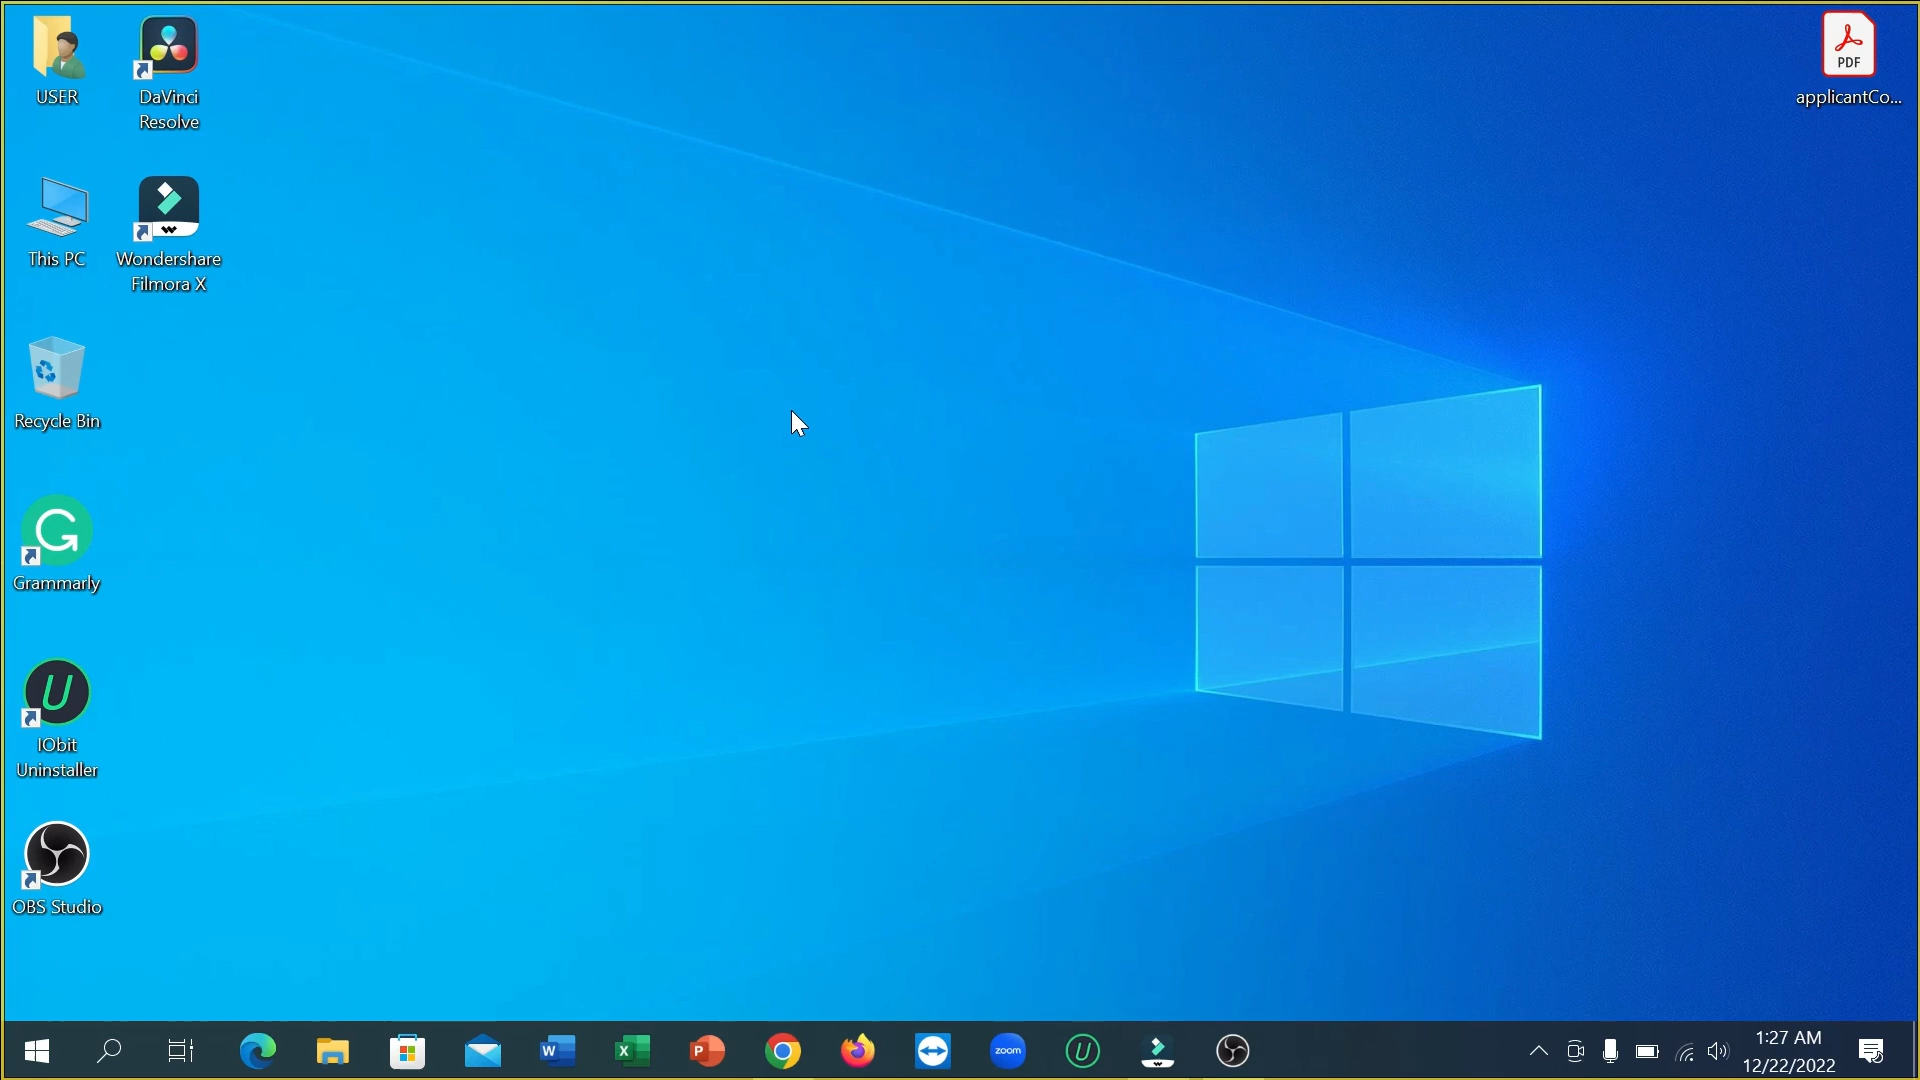 USER
DaVinci
Resolve
PDF
applicantCo...
This PC
Wondershare
Filmora X
Recycle Bin
G
Grammarly
U
IObit
Uninstaller
OBS Studio
W
X
P
zoom
U
1:27 AM
12/22/2022